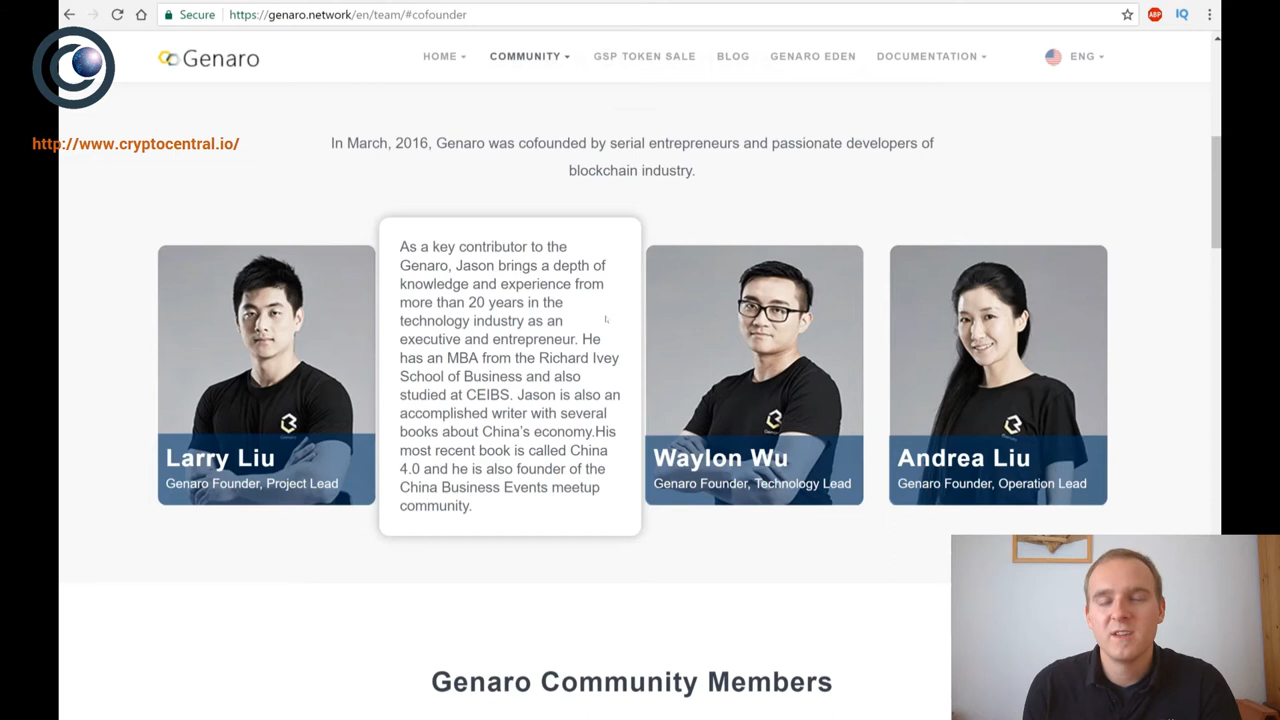 Secure
https://genaro.network/en/team/#cofounder
ABP
IQ
Genaro
HOME
COMMUNITY
GSP TOKEN SALE
BLOG
GENARO EDEN
DOCUMENTATION
ENG
http://www.cryptocentral.io/
In March, 2016, Genaro was cofounded by serial entrepreneurs and passionate developers of
blockchain industry.
As a key contributor to the
Genaro, Jason brings a depth of
knowledge and experience from
more than 20 years in the
technology industry as an
executive and entrepreneur. He
has an MBA from the Richard Ivey
School of Business and also
studied at CEIBS. Jason is also an
accomplished writer with several
books about China's economy.His
most recent book is called China
4.0 and he is also founder of the
China Business Events meetup
community.
Larry Liu
Genaro Founder, Project Lead
Waylon Wu
Genaro Founder, Technology Lead
Andrea Liu
Genaro Founder, Operation Lead
Genaro Community Members